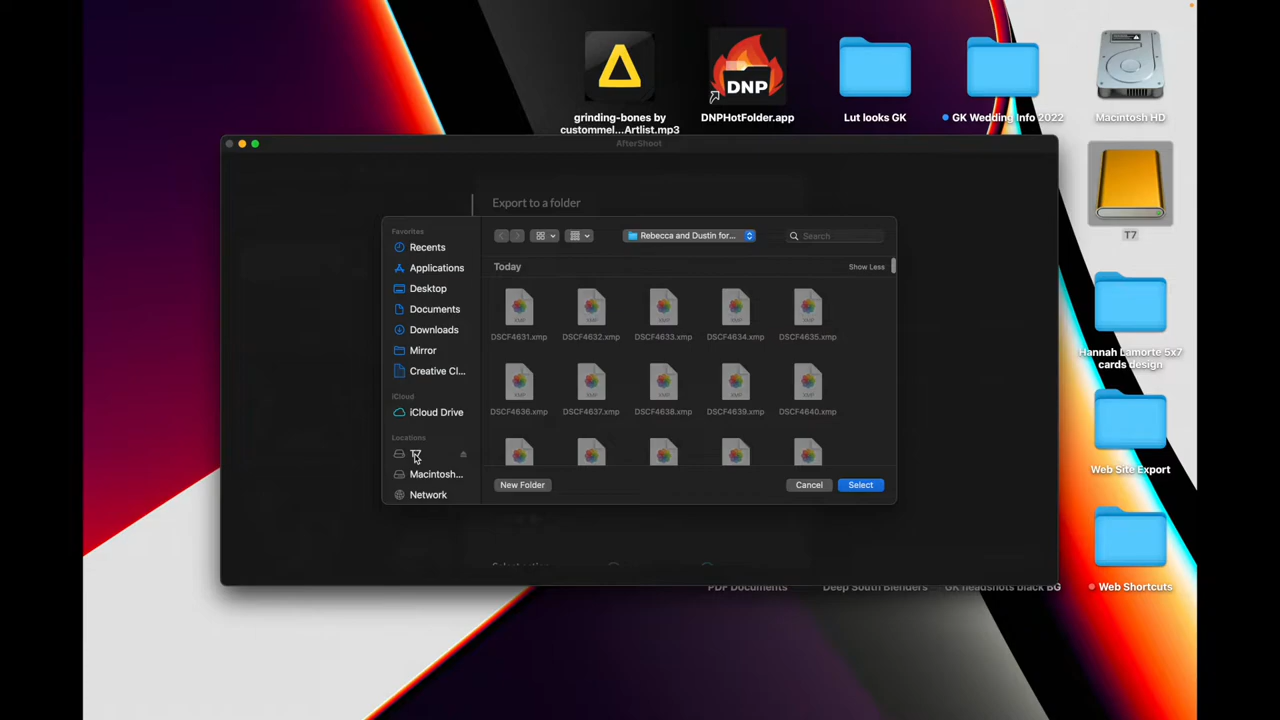 grinding-bones by
custommel...Artlist.mp3
DNP
DNPHotFolder.app
Lut looks GK
GK Wedding Info 2022
Macintosh HD
T7
AfterShoot
Export to a folder
Favorites
Recents
Applications
Desktop
Documents
Downloads
Mirror
Creative Cl...
iCloud
iCloud Drive
Locations
T7
Macintosh...
Network
Rebecca and Dustin for...
Search
Today
Show Less
DSCF4631.xmp
DSCF4632.xmp
DSCF4633.xmp
DSCF4634.xmp
DSCF4635.xmp
DSCF4636.xmp
DSCF4637.xmp
DSCF4638.xmp
DSCF4639.xmp
DSCF4640.xmp
New Folder
Cancel
Select
Hannah Lamorte 5x7
cards design
Web Site Export
PDF Documents
Deep South Blenders
GK headshots black BG
Web Shortcuts